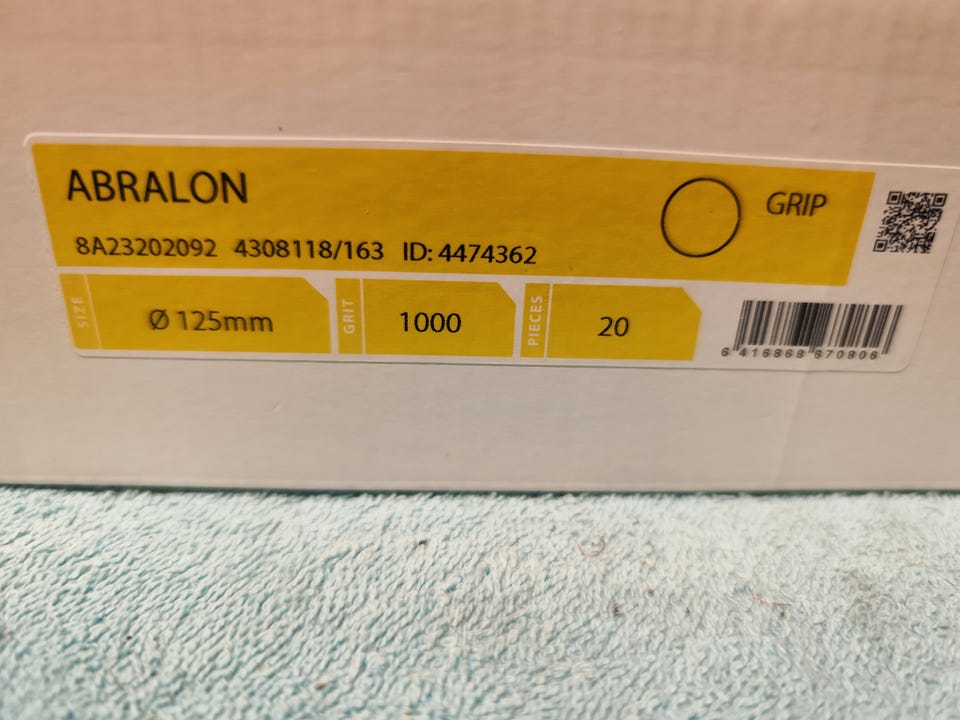 ABRALON
GRIP
8A23202092 4308118/163 ID: 4474362
SIZE
Ø 125mm
GRIT
1000
PIECES
20
6 416868 670806